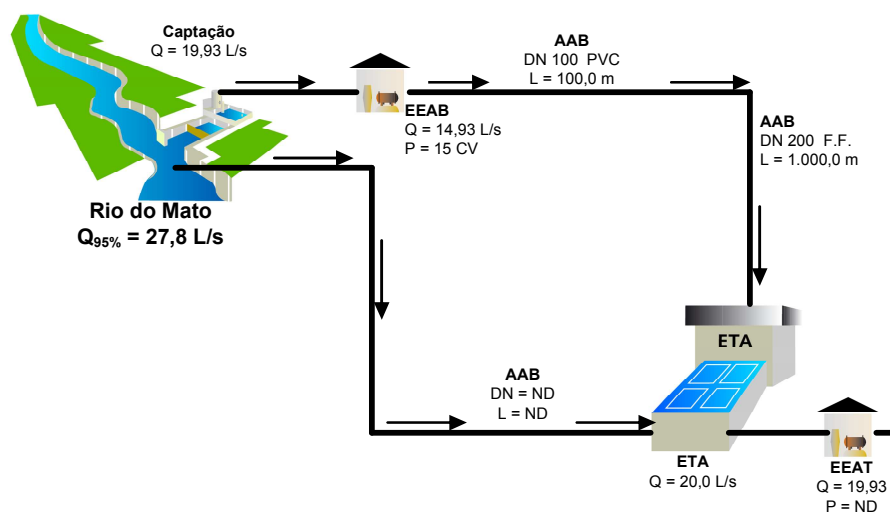 Captação
Q = 19,93 L/s
EEAB
Q = 14,93 L/s
P = 15 CV
AAB
DN 100 PVC
L = 100,0 m
AAB
DN 200 F.F.
L = 1.000,0 m
Rio do Mato
Q95% = 27,8 L/s
ETA
AAB
DN = ND
L = ND
ETA
Q = 20,0 L/s
EEAT
Q = 19,93
P = ND